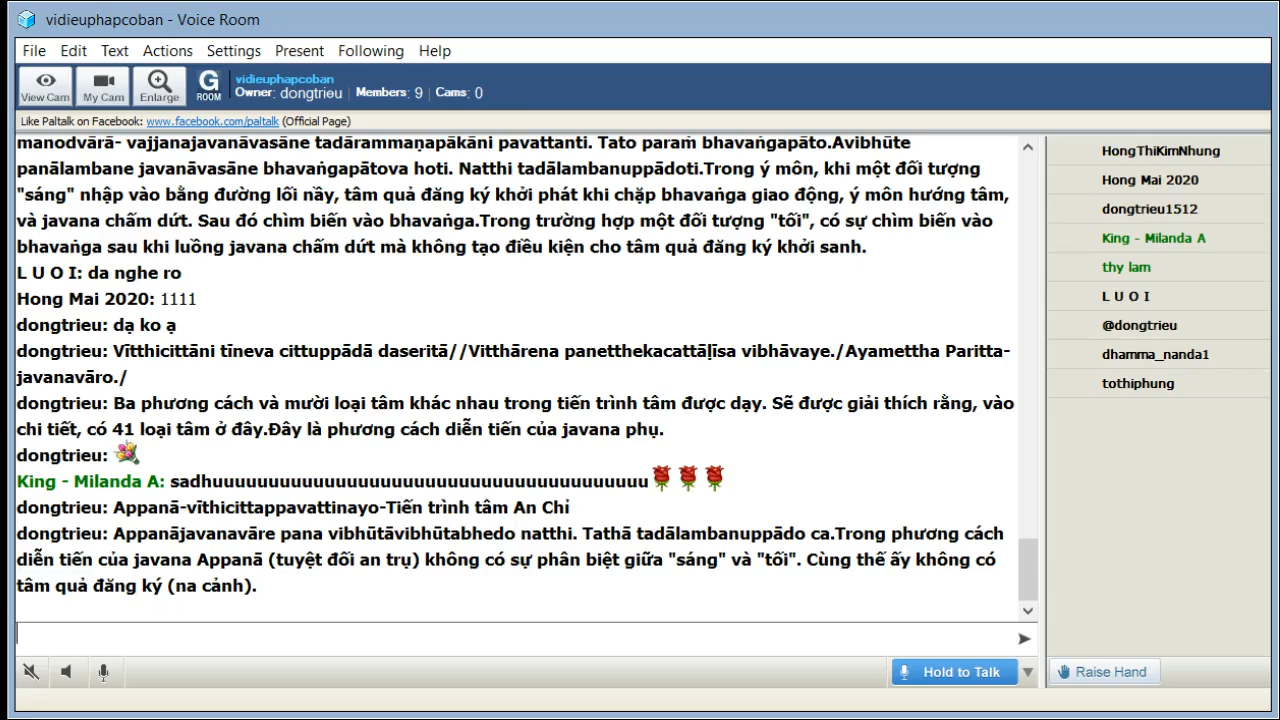 vidieuphapcoban - Voice Room
File Edit Text Actions Settings Present Following Help
View Cam My Cam Enlarge G ROOM vidieuphapcoban
Owner: dongtrieu Members: 9 Cams: 0
Like Paltalk on Facebook: www.facebook.com/paltalk (Official Page)
manodvārā- vajjanajavanāvasāne tadārammaṇapākāni pavattanti. Tato paraṁ bhavaṅgapāto.Avibhūte
panālambane javanāvasāne bhavaṅgapātova hoti. Natthi tadālambanuppādoti.Trong ý môn, khi một đối tượng
"sáng" nhập vào bằng đường lối nầy, tâm quả đăng ký khởi phát khi chặp bhavaṅga giao động, ý môn hướng tâm,
và javana chấm dứt. Sau đó chìm biến vào bhavaṅga.Trong trường hợp một đối tượng "tối", có sự chìm biến vào
bhavaṅga sau khi luồng javana chấm dứt mà không tạo điều kiện cho tâm quả đăng ký khởi sanh.
L U O I: da nghe ro
Hong Mai 2020: 1111
dongtrieu: dạ ko ạ
dongtrieu: Vītthicittāni tīneva cittuppādā daseritā//Vitthārena panetthekacattāḷīsa vibhāvaye./Ayamettha Paritta-
javanavāro./
dongtrieu: Ba phương cách và mười loại tâm khác nhau trong tiến trình tâm được dạy. Sẽ được giải thích rằng, vào
chi tiết, có 41 loại tâm ở đây.Đây là phương cách diễn tiến của javana phụ.
dongtrieu:
King - Milanda A: sadhuuuuuuuuuuuuuuuuuuuuuuuuuuuuuuuuuuuuuuu
dongtrieu: Appanā-vīthicittappavattinayo-Tiến trình tâm An Chỉ
dongtrieu: Appanājavanavāre pana vibhūtāvibhūtabhedo natthi. Tathā tadālambanuppādo ca.Trong phương cách
diễn tiến của javana Appanā (tuyệt đối an trụ) không có sự phân biệt giữa "sáng" và "tối". Cùng thế ấy không có
tâm quả đăng ký (na cảnh).
HongThiKimNhung
Hong Mai 2020
dongtrieu1512
King - Milanda A
thy lam
L U O I
@dongtrieu
dhamma_nanda1
tothiphung
Hold to Talk
Raise Hand